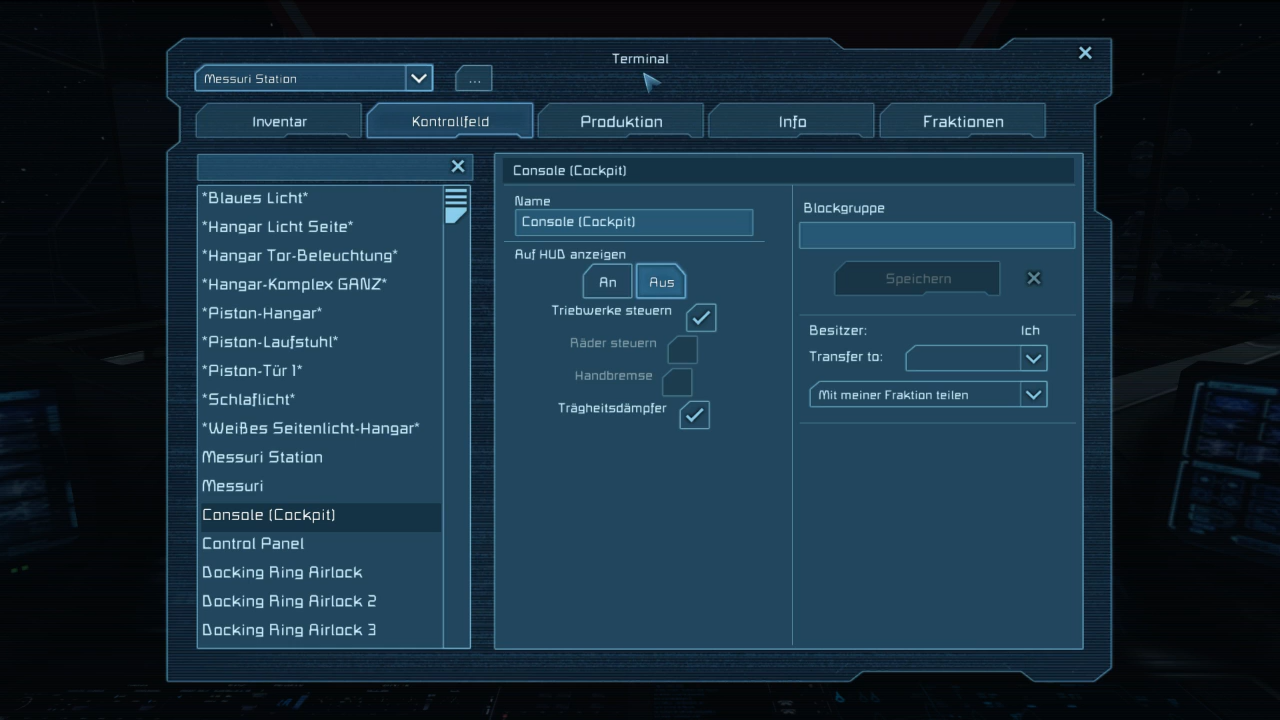 Terminal
Messuri Station
...
Inventar
Kontrollfeld
Produktion
Info
Fraktionen
*Blaues Licht*
*Hangar Licht Seite*
*Hangar Tor-Beleuchtung*
*Hangar-Komplex GANZ*
*Piston-Hangar*
*Piston-Laufstuhl*
*Piston-Tür 1*
*Schlaflicht*
*Weißes Seitenlicht-Hangar*
Messuri Station
Messuri
Console (Cockpit)
Control Panel
Docking Ring Airlock
Docking Ring Airlock 2
Docking Ring Airlock 3
Console (Cockpit)
Name
Console (Cockpit)
Auf HUD anzeigen
An
Aus
Triebwerke steuern
Räder steuern
Handbremse
Trägheitsdämpfer
Blockgruppe
Speichern
Besitzer: Ich
Transfer to:
Mit meiner Fraktion teilen